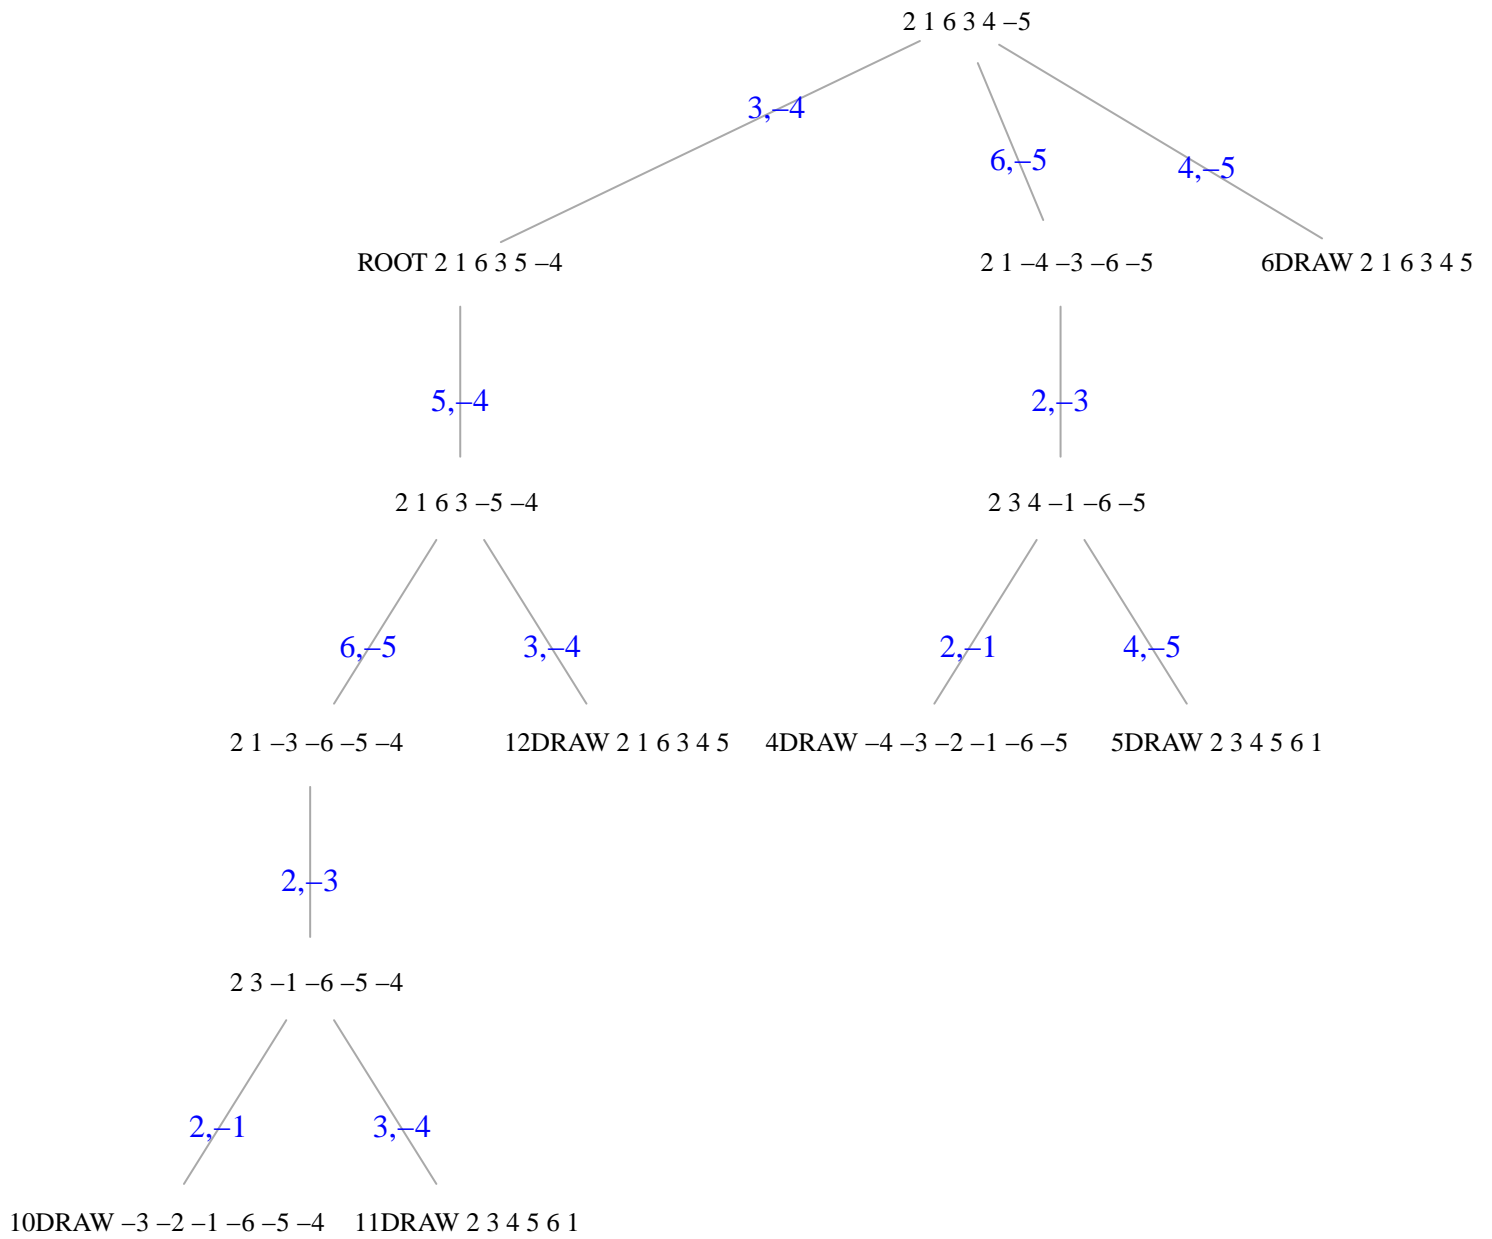 2 1 6 3 4 –5
3,–4
6,–5
4,–5
ROOT 2 1 6 3 5 –4
2 1 –4 –3 –6 –5
6DRAW 2 1 6 3 4 5
5,–4
2,–3
2 1 6 3 –5 –4
2 3 4 –1 –6 –5
6,–5
3,–4
2,–1
4,–5
2 1 –3 –6 –5 –4
12DRAW 2 1 6 3 4 5
4DRAW –4 –3 –2 –1 –6 –5
5DRAW 2 3 4 5 6 1
2,–3
2 3 –1 –6 –5 –4
2,–1
3,–4
10DRAW –3 –2 –1 –6 –5 –4
11DRAW 2 3 4 5 6 1